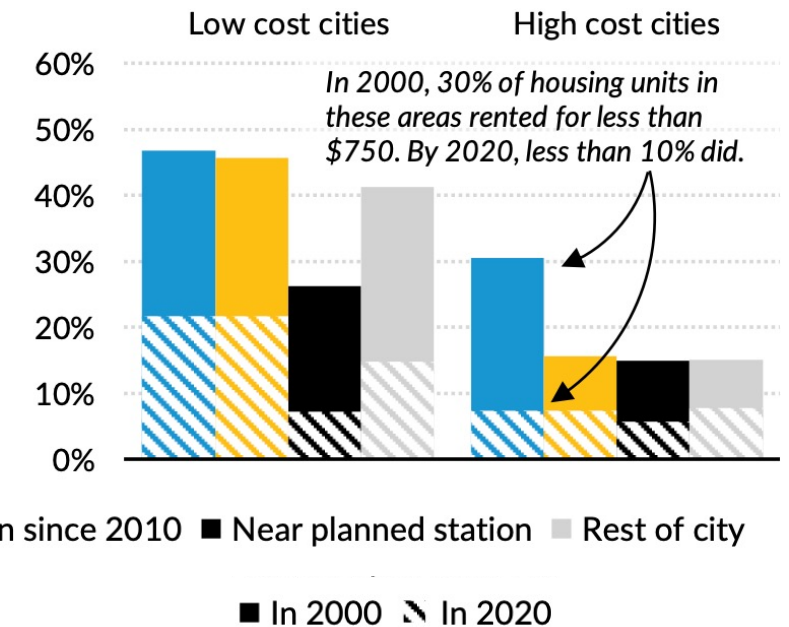 Low cost cities
High cost cities
60%
In 2000, 30% of housing units in
these areas rented for less than
$750. By 2020, less than 10% did.
50%
40%
30%
20%
10%
0%
n since 2010
Near planned station
Rest of city
In 2000
In 2020